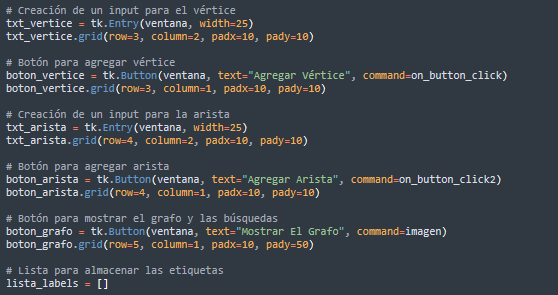 # Creación de un input para el vértice
txt_vertice = tk.Entry(ventana, width=25)
txt_vertice.grid(row=3, column=2, padx=10, pady=10)
# Botón para agregar vértice
boton_vertice = tk.Button(ventana, text="Agregar Vértice", command=on_button_click)
boton_vertice.grid(row=3, column=1, padx=10, pady=10)
# Creación de un input para la arista
txt_arista = tk.Entry(ventana, width=25)
txt_arista.grid(row=4, column=2, padx=10, pady=10)
# Botón para agregar arista
boton_arista = tk.Button(ventana, text="Agregar Arista", command=on_button_click2)
boton_arista.grid(row=4, column=1, padx=10, pady=10)
# Botón para mostrar el grafo y las búsquedas
boton_grafo = tk.Button(ventana, text="Mostrar El Grafo", command=imagen)
boton_grafo.grid(row=5, column=1, padx=10, pady=50)
# Lista para almacenar las etiquetas
lista_labels = []